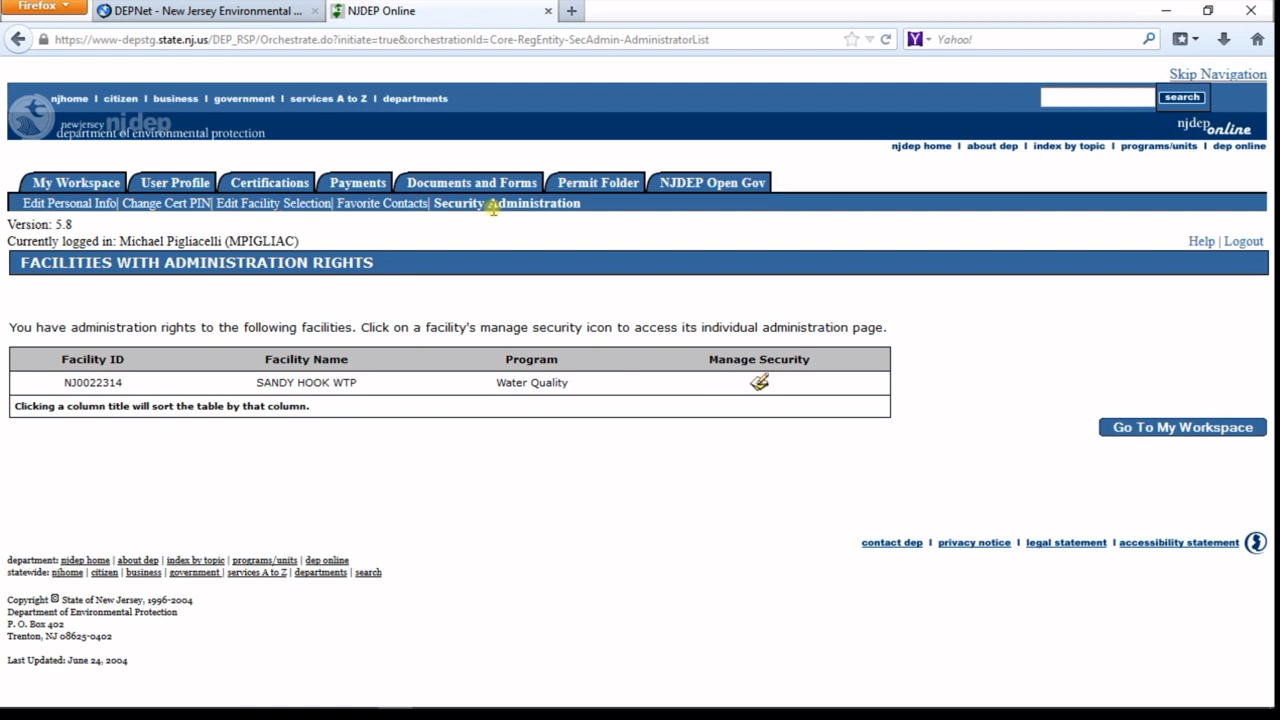 Firefox
DEPNet - New Jersey Environmental ...
NJDEP Online
https://www-depstg.state.nj.us/DEP_RSP/Orchestrate.do?initiate=true&orchestrationId=Core-RegEntity-SecAdmin-AdministratorList
Yahoo!
Skip Navigation
njhome | citizen | business | government | services A to Z | departments
search
newjersey njdep
department of environmental protection
njdep online
njdep home | about dep | index by topic | programs/units | dep online
My Workspace User Profile Certifications Payments Documents and Forms Permit Folder NJDEP Open Gov
Edit Personal Info| Change Cert PIN| Edit Facility Selection| Favorite Contacts| Security Administration
Version: 5.8
Currently logged in: Michael Pigliacelli (MPIGLIAC)
Help | Logout
FACILITIES WITH ADMINISTRATION RIGHTS
You have administration rights to the following facilities. Click on a facility's manage security icon to access its individual administration page.
Facility ID Facility Name Program Manage Security
NJ0022314 SANDY HOOK WTP Water Quality
Clicking a column title will sort the table by that column.
Go To My Workspace
contact dep | privacy notice | legal statement | accessibility statement
department: njdep home | about dep | index by topic | programs/units | dep online
statewide: njhome | citizen | business | government | services A to Z | departments | search
Copyright © State of New Jersey, 1996-2004
Department of Environmental Protection
P. O. Box 402
Trenton, NJ 08625-0402
Last Updated: June 24, 2004